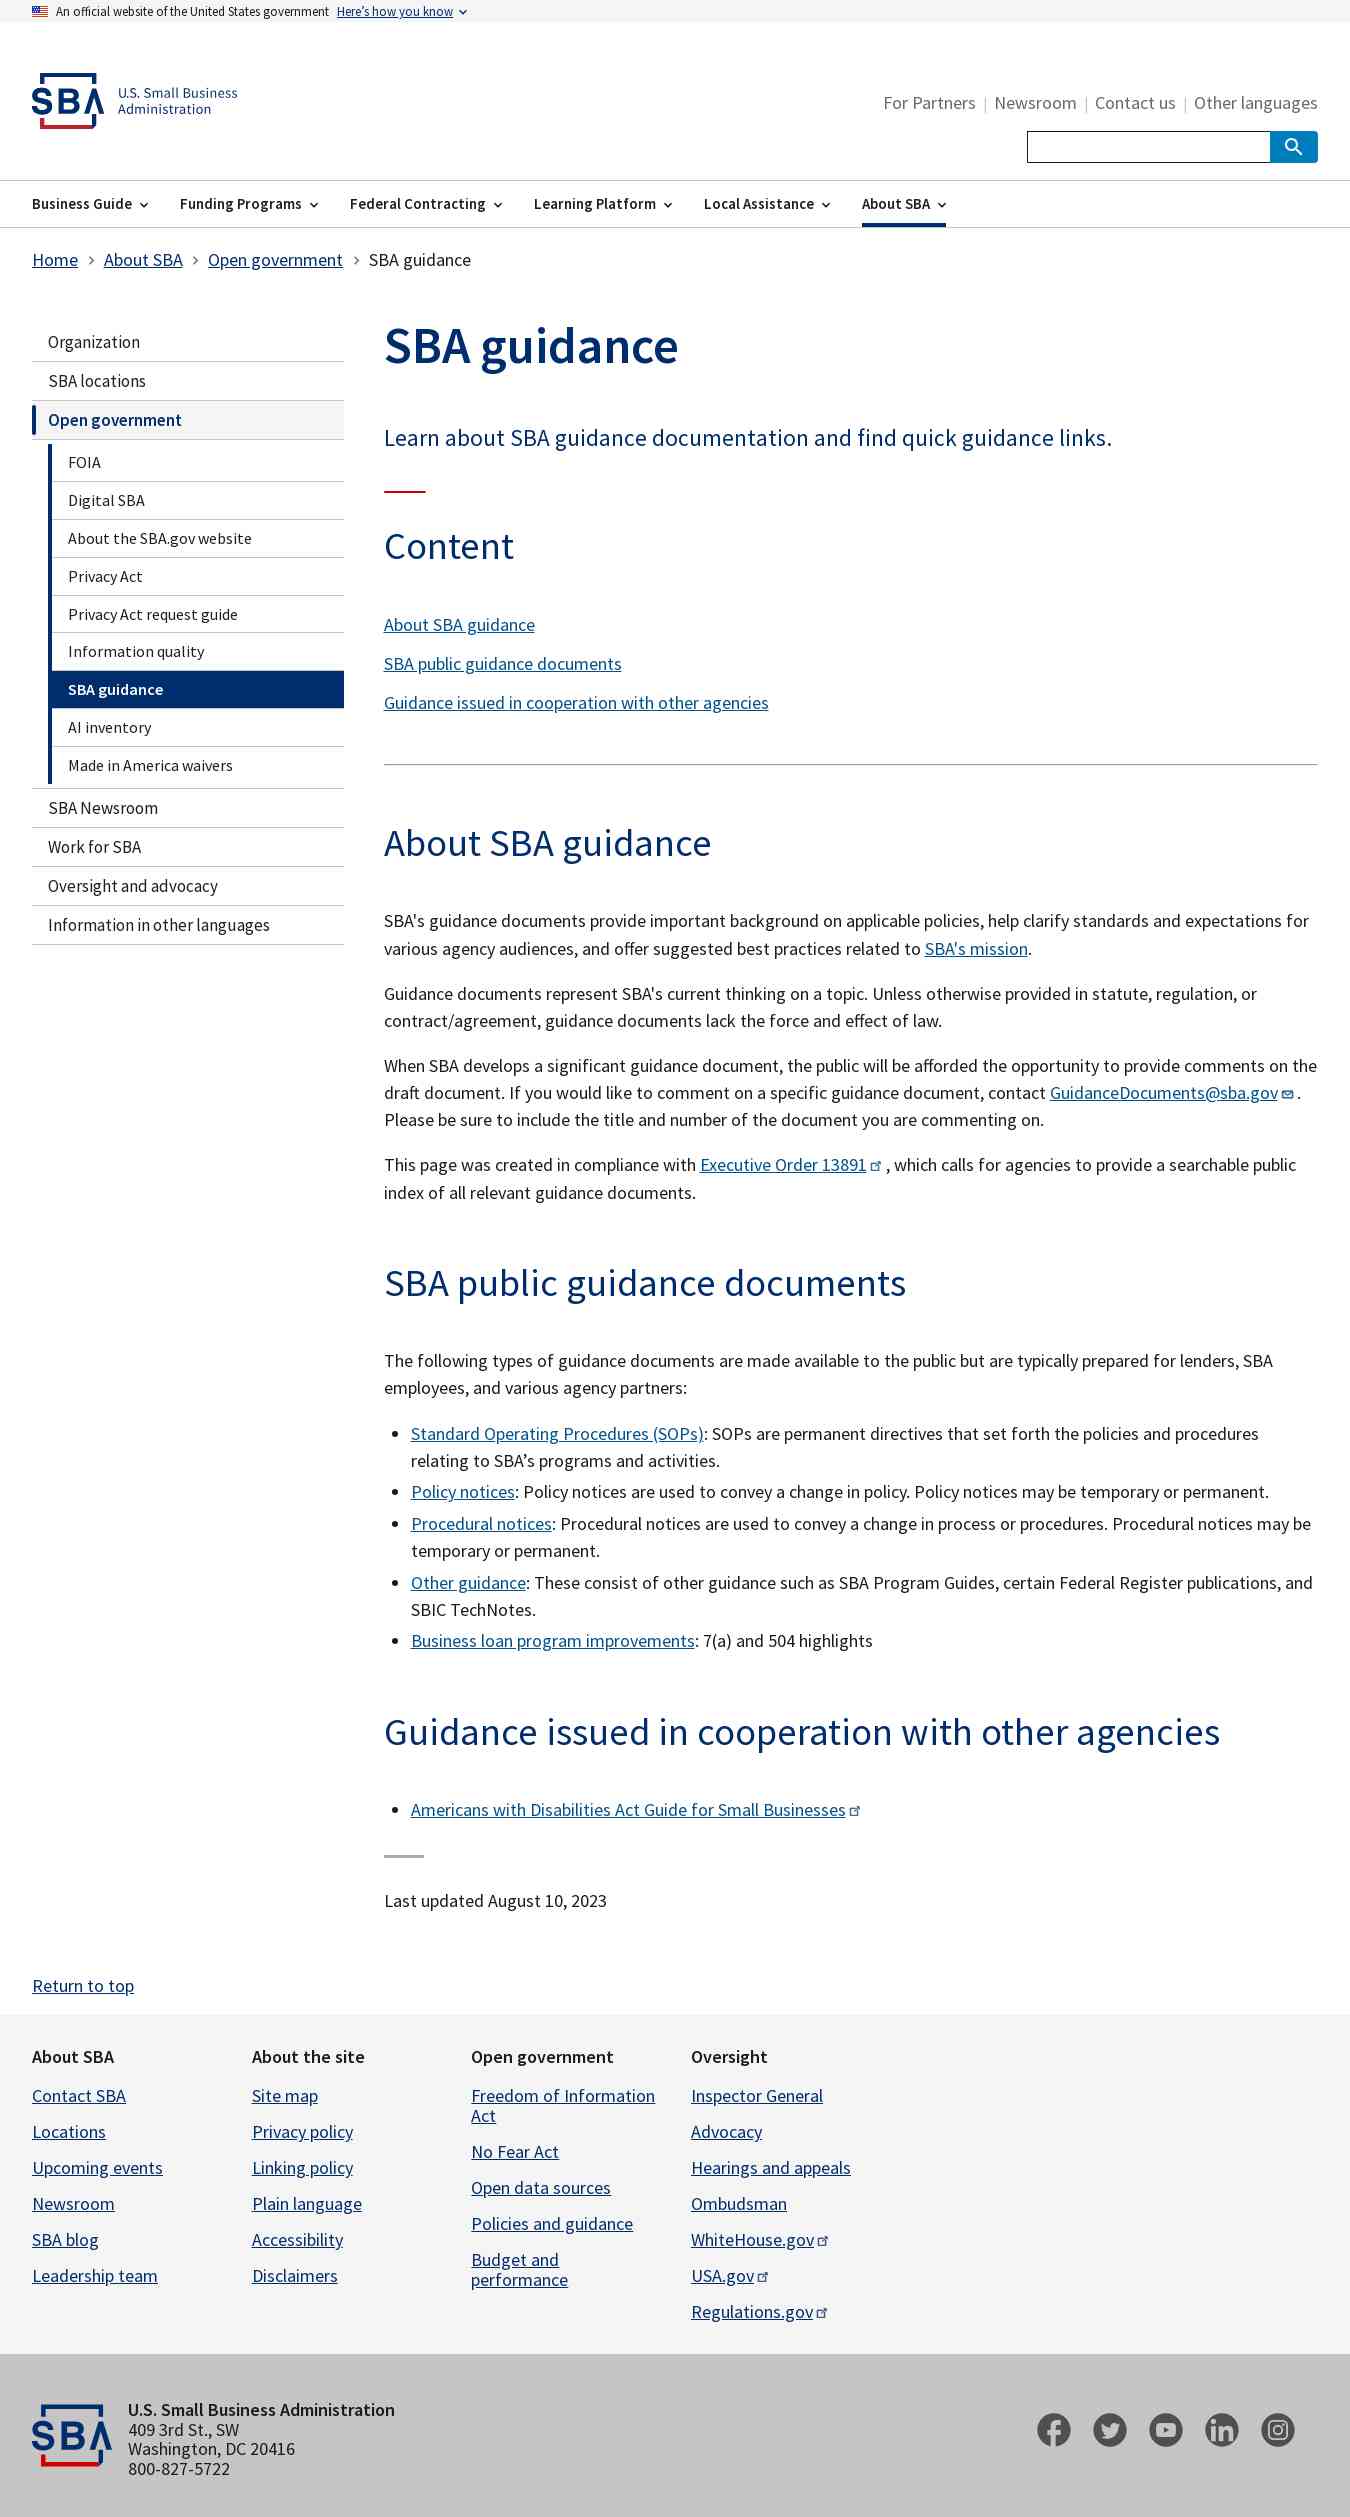 An official website of the United States government Here’s how you know
SBA U.S. Small Business
Administration
For Partners | Newsroom | Contact us | Other languages
Business Guide Funding Programs Federal Contracting Learning Platform Local Assistance About SBA
Home > About SBA > Open government > SBA guidance
Organization
SBA locations
Open government
FOIA
Digital SBA
About the SBA.gov website
Privacy Act
Privacy Act request guide
Information quality
SBA guidance
AI inventory
Made in America waivers
SBA Newsroom
Work for SBA
Oversight and advocacy
Information in other languages
SBA guidance
Learn about SBA guidance documentation and find quick guidance links.
Content
About SBA guidance
SBA public guidance documents
Guidance issued in cooperation with other agencies
About SBA guidance
SBA's guidance documents provide important background on applicable policies, help clarify standards and expectations for
various agency audiences, and offer suggested best practices related to SBA's mission.
Guidance documents represent SBA's current thinking on a topic. Unless otherwise provided in statute, regulation, or
contract/agreement, guidance documents lack the force and effect of law.
When SBA develops a significant guidance document, the public will be afforded the opportunity to provide comments on the
draft document. If you would like to comment on a specific guidance document, contact GuidanceDocuments@sba.gov .
Please be sure to include the title and number of the document you are commenting on.
This page was created in compliance with Executive Order 13891 , which calls for agencies to provide a searchable public
index of all relevant guidance documents.
SBA public guidance documents
The following types of guidance documents are made available to the public but are typically prepared for lenders, SBA
employees, and various agency partners:
• Standard Operating Procedures (SOPs): SOPs are permanent directives that set forth the policies and procedures
relating to SBA’s programs and activities.
• Policy notices: Policy notices are used to convey a change in policy. Policy notices may be temporary or permanent.
• Procedural notices: Procedural notices are used to convey a change in process or procedures. Procedural notices may be
temporary or permanent.
• Other guidance: These consist of other guidance such as SBA Program Guides, certain Federal Register publications, and
SBIC TechNotes.
• Business loan program improvements: 7(a) and 504 highlights
Guidance issued in cooperation with other agencies
• Americans with Disabilities Act Guide for Small Businesses
Last updated August 10, 2023
Return to top
About SBA
Contact SBA
Locations
Upcoming events
Newsroom
SBA blog
Leadership team
About the site
Site map
Privacy policy
Linking policy
Plain language
Accessibility
Disclaimers
Open government
Freedom of Information
Act
No Fear Act
Open data sources
Policies and guidance
Budget and
performance
Oversight
Inspector General
Advocacy
Hearings and appeals
Ombudsman
WhiteHouse.gov
USA.gov
Regulations.gov
SBA
U.S. Small Business Administration
409 3rd St., SW
Washington, DC 20416
800-827-5722